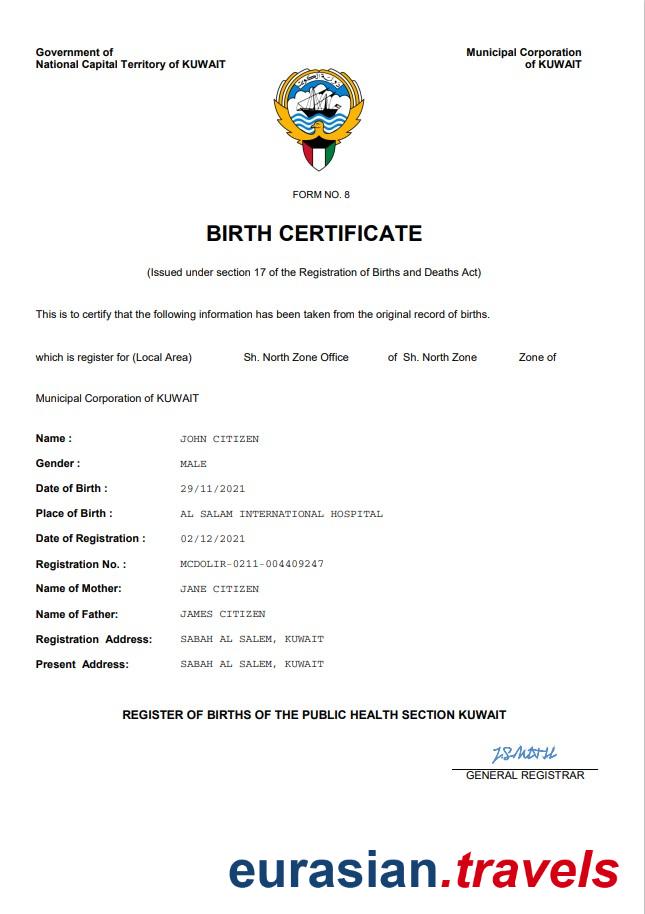 Government of
National Capital Territory of KUWAIT
Municipal Corporation
of KUWAIT
FORM NO. 8
BIRTH CERTIFICATE
(Issued under section 17 of the Registration of Births and Deaths Act)
This is to certify that the following information has been taken from the original record of births.
which is register for (Local Area) Sh. North Zone Office of Sh. North Zone Zone of
Municipal Corporation of KUWAIT
Name : JOHN CITIZEN
Gender : MALE
Date of Birth : 29/11/2021
Place of Birth : AL SALAM INTERNATIONAL HOSPITAL
Date of Registration : 02/12/2021
Registration No. : MCDOLIR-0211-004409247
Name of Mother: JANE CITIZEN
Name of Father: JAMES CITIZEN
Registration Address: SABAH AL SALEM, KUWAIT
Present Address: SABAH AL SALEM, KUWAIT
REGISTER OF BIRTHS OF THE PUBLIC HEALTH SECTION KUWAIT
GENERAL REGISTRAR
eurasian.travels